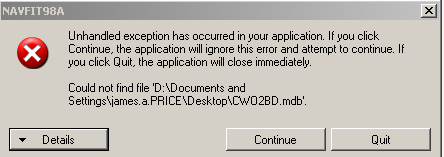 NAVFIT98A
Unhandled exception has occurred in your application. If you click
Continue, the application will ignore this error and attempt to continue. If
you click Quit, the application will close immediately.
Could not find file 'D:\Documents and
Settings\james.a.PRICE\Desktop\CWO2BD.mdb'.
Details
Continue
Quit